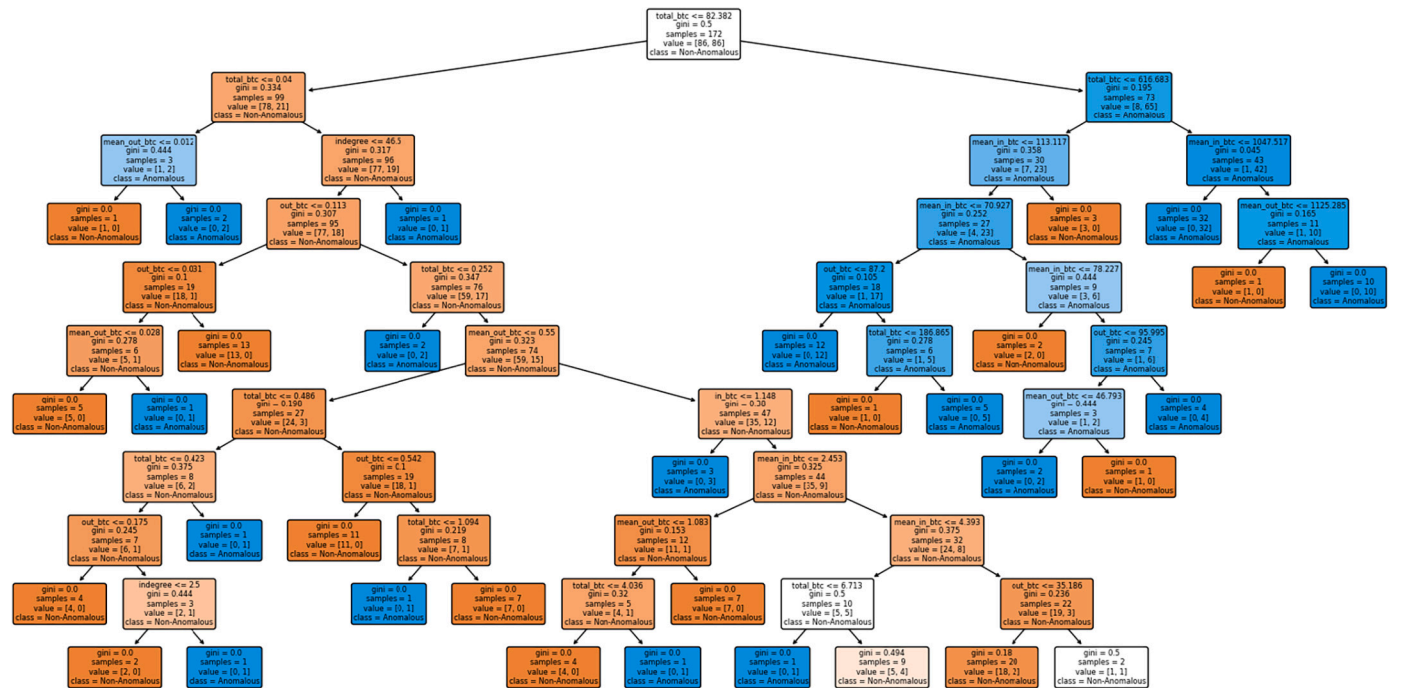 total_btc <= 82.382
gini = 0.5
samples = 172
value = [86, 86]
class = Non-Anomalous
total_btc <= 0.04
gini = 0.334
samples = 99
value = [78, 21]
class = Non-Anomalous
total_btc <= 616.683
gini = 0.195
samples = 73
value = [8, 65]
class = Anomalous
mean_out_btc <= 0.012
gini = 0.444
samples = 3
value = [1, 2]
class = Anomalous
indegree <= 46.5
gini = 0.317
samples = 96
value = [77, 19]
class = Non-Anomalous
mean_in_btc <= 113.117
gini = 0.358
samples = 30
value = [7, 23]
class = Anomalous
mean_in_btc <= 1047.517
gini = 0.045
samples = 43
value = [1, 42]
class = Anomalous
gini = 0.0
samples = 1
value = [1, 0]
class = Non-Anomalous
gini = 0.0
samples = 2
value = [0, 2]
class = Anomalous
out_btc <= 0.113
gini = 0.307
samples = 95
value = [77, 18]
class = Non-Anomalous
gini = 0.0
samples = 1
value = [0, 1]
class = Anomalous
mean_in_btc <= 70.927
gini = 0.252
samples = 27
value = [4, 23]
class = Anomalous
gini = 0.0
samples = 3
value = [3, 0]
class = Non-Anomalous
gini = 0.0
samples = 32
value = [0, 32]
class = Anomalous
mean_out_btc <= 1125.285
gini = 0.165
samples = 11
value = [1, 10]
class = Anomalous
out_btc <= 0.031
gini = 0.1
samples = 19
value = [18, 1]
class = Non-Anomalous
total_btc <= 0.252
gini = 0.347
samples = 76
value = [59, 17]
class = Non-Anomalous
out_btc <= 87.2
gini = 0.105
samples = 18
value = [1, 17]
class = Anomalous
mean_in_btc <= 78.227
gini = 0.444
samples = 9
value = [3, 6]
class = Anomalous
gini = 0.0
samples = 1
value = [1, 0]
class = Non-Anomalous
gini = 0.0
samples = 10
value = [0, 10]
class = Anomalous
mean_out_btc <= 0.028
gini = 0.278
samples = 6
value = [5, 1]
class = Non-Anomalous
gini = 0.0
samples = 13
value = [13, 0]
class = Non-Anomalous
gini = 0.0
samples = 2
value = [0, 2]
class = Anomalous
mean_out_btc <= 0.55
gini = 0.323
samples = 74
value = [59, 15]
class = Non-Anomalous
gini = 0.0
samples = 12
value = [0, 12]
class = Anomalous
total_btc <= 186.865
gini = 0.278
samples = 6
value = [1, 5]
class = Anomalous
gini = 0.0
samples = 2
value = [2, 0]
class = Non-Anomalous
out_btc <= 95.995
gini = 0.245
samples = 7
value = [1, 6]
class = Anomalous
gini = 0.0
samples = 5
value = [5, 0]
class = Non-Anomalous
gini = 0.0
samples = 1
value = [0, 1]
class = Anomalous
total_btc <= 0.486
gini = 0.198
samples = 27
value = [24, 3]
class = Non-Anomalous
in_btc <= 1.148
gini = 0.38
samples = 47
value = [35, 12]
class = Non-Anomalous
gini = 0.0
samples = 1
value = [1, 0]
class = Non-Anomalous
gini = 0.0
samples = 5
value = [0, 5]
class = Anomalous
mean_out_btc <= 46.793
gini = 0.444
samples = 3
value = [1, 2]
class = Anomalous
gini = 0.0
samples = 4
value = [0, 4]
class = Anomalous
total_btc <= 0.423
gini = 0.375
samples = 8
value = [6, 2]
class = Non-Anomalous
out_btc <= 0.542
gini = 0.1
samples = 19
value = [18, 1]
class = Non-Anomalous
gini = 0.0
samples = 3
value = [0, 3]
class = Anomalous
mean_in_btc <= 2.453
gini = 0.325
samples = 44
value = [35, 9]
class = Non-Anomalous
gini = 0.0
samples = 2
value = [0, 2]
class = Anomalous
gini = 0.0
samples = 1
value = [1, 0]
class = Non-Anomalous
out_btc <= 0.175
gini = 0.245
samples = 7
value = [6, 1]
class = Non-Anomalous
gini = 0.0
samples = 1
value = [0, 1]
class = Anomalous
gini = 0.0
samples = 11
value = [11, 0]
class = Non-Anomalous
total_btc <= 1.094
gini = 0.219
samples = 8
value = [7, 1]
class = Non-Anomalous
mean_out_btc <= 1.083
gini = 0.153
samples = 12
value = [11, 1]
class = Non-Anomalous
mean_in_btc <= 4.393
gini = 0.375
samples = 32
value = [24, 8]
class = Non-Anomalous
gini = 0.0
samples = 4
value = [4, 0]
class = Non-Anomalous
indegree <= 2.5
gini = 0.444
samples = 3
value = [2, 1]
class = Non-Anomalous
gini = 0.0
samples = 1
value = [0, 1]
class = Anomalous
gini = 0.0
samples = 7
value = [7, 0]
class = Non-Anomalous
total_btc <= 4.036
gini = 0.32
samples = 5
value = [4, 1]
class = Non-Anomalous
gini = 0.0
samples = 7
value = [7, 0]
class = Non-Anomalous
total_btc <= 6.713
gini = 0.5
samples = 10
value = [5, 5]
class = Non-Anomalous
out_btc <= 35.186
gini = 0.236
samples = 22
value = [19, 3]
class = Non-Anomalous
gini = 0.0
samples = 2
value = [2, 0]
class = Non-Anomalous
gini = 0.0
samples = 1
value = [0, 1]
class = Anomalous
gini = 0.0
samples = 4
value = [4, 0]
class = Non-Anomalous
gini = 0.0
samples = 1
value = [0, 1]
class = Anomalous
gini = 0.0
samples = 1
value = [0, 1]
class = Anomalous
gini = 0.494
samples = 9
value = [5, 4]
class = Non-Anomalous
gini = 0.18
samples = 20
value = [18, 2]
class = Non-Anomalous
gini = 0.5
samples = 2
value = [1, 1]
class = Non-Anomalous